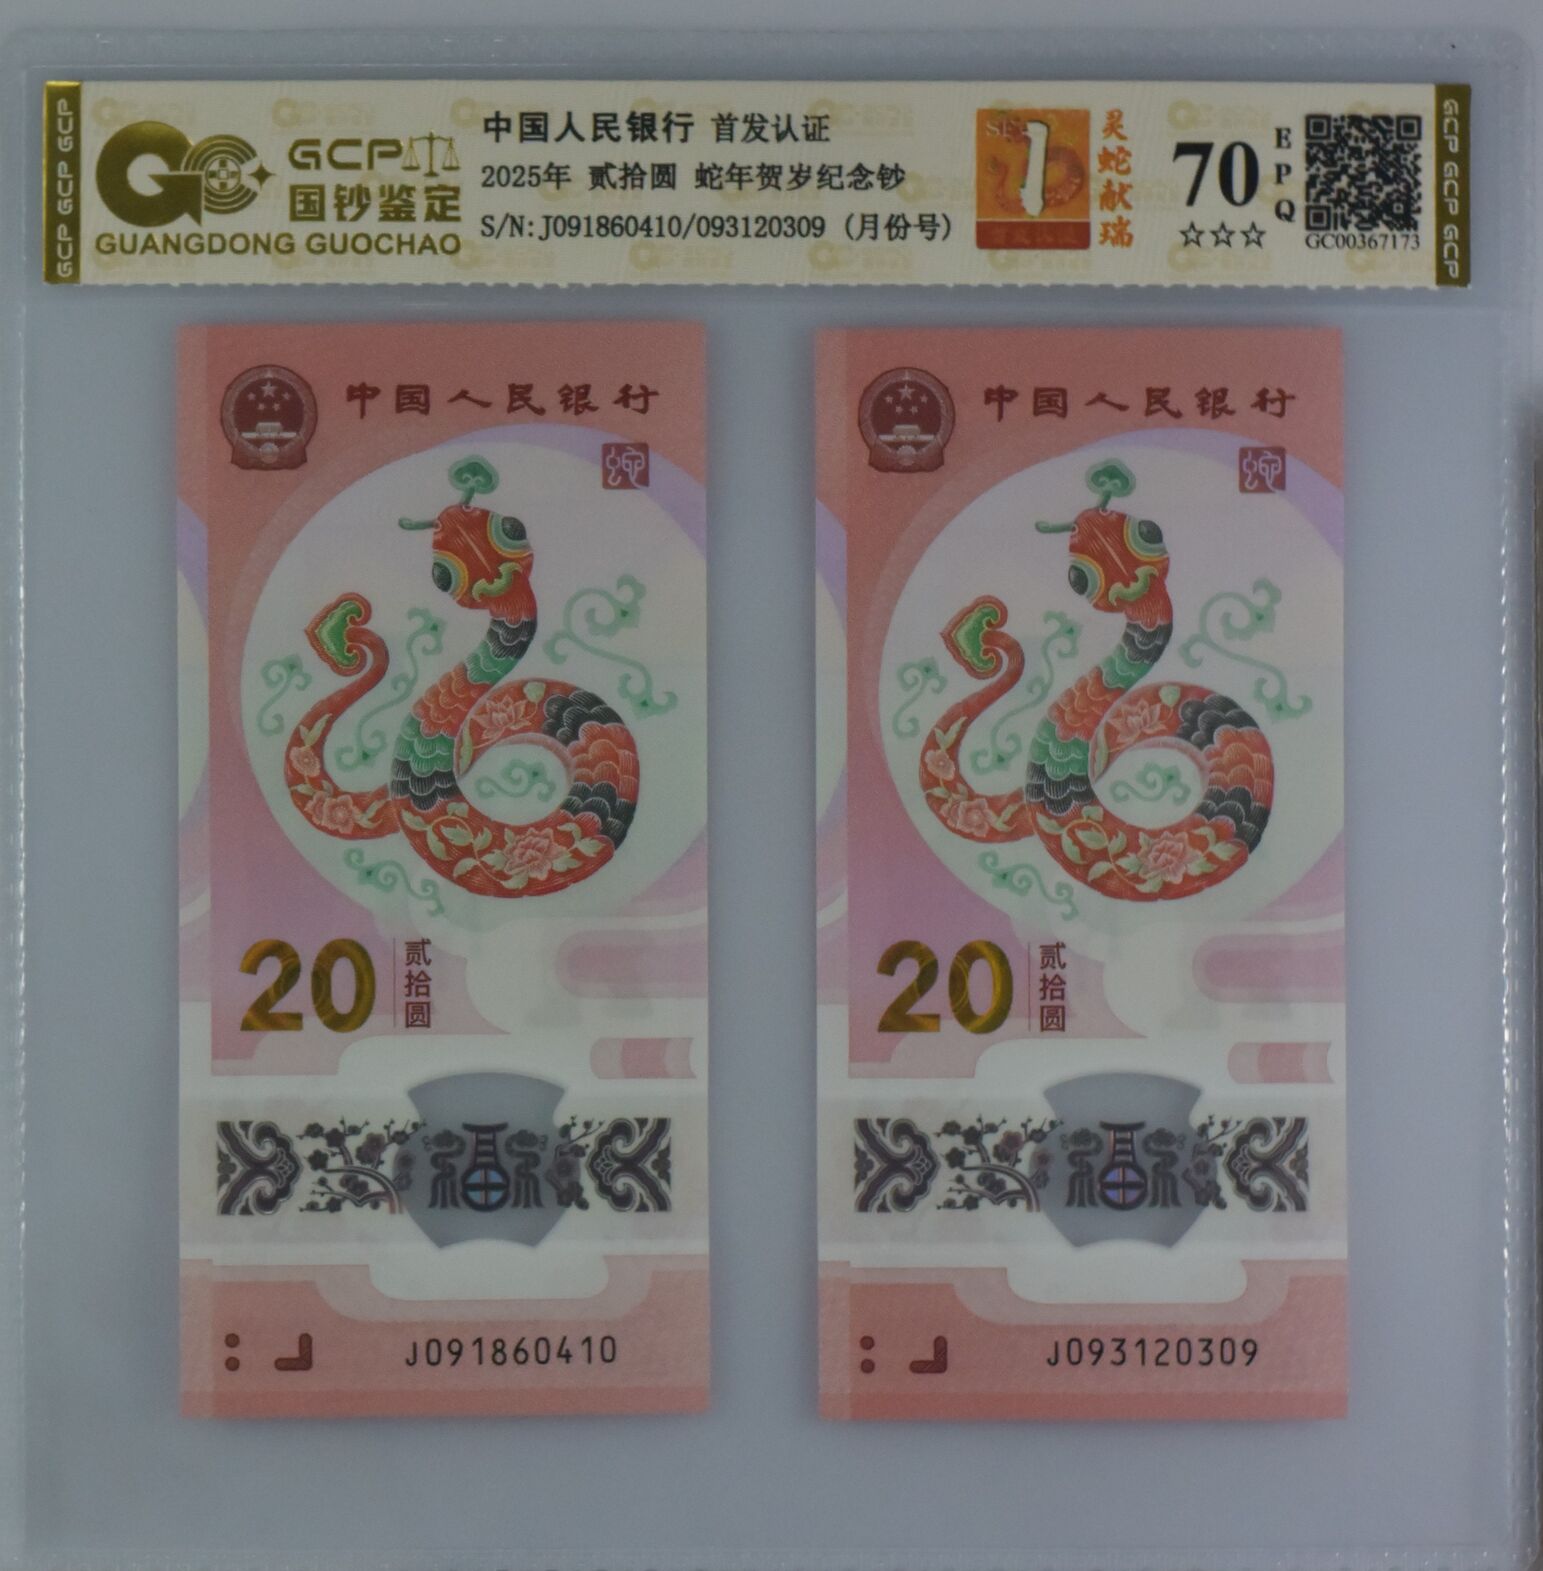 GCP GCP GCP
GCP
国钞鉴定
GUANGDONG GUOCHAO
中国人民银行 首发认证
2025年 贰拾圆 蛇年贺岁纪念钞
S/N:J091860410/093120309 (月份号)
1
灵蛇献瑞
70
EPQ
☆☆☆
GC00367173
GCP GCP GCP
中国人民银行
蛇
20
贰拾圆
J091860410
中国人民银行
蛇
20
贰拾圆
J093120309